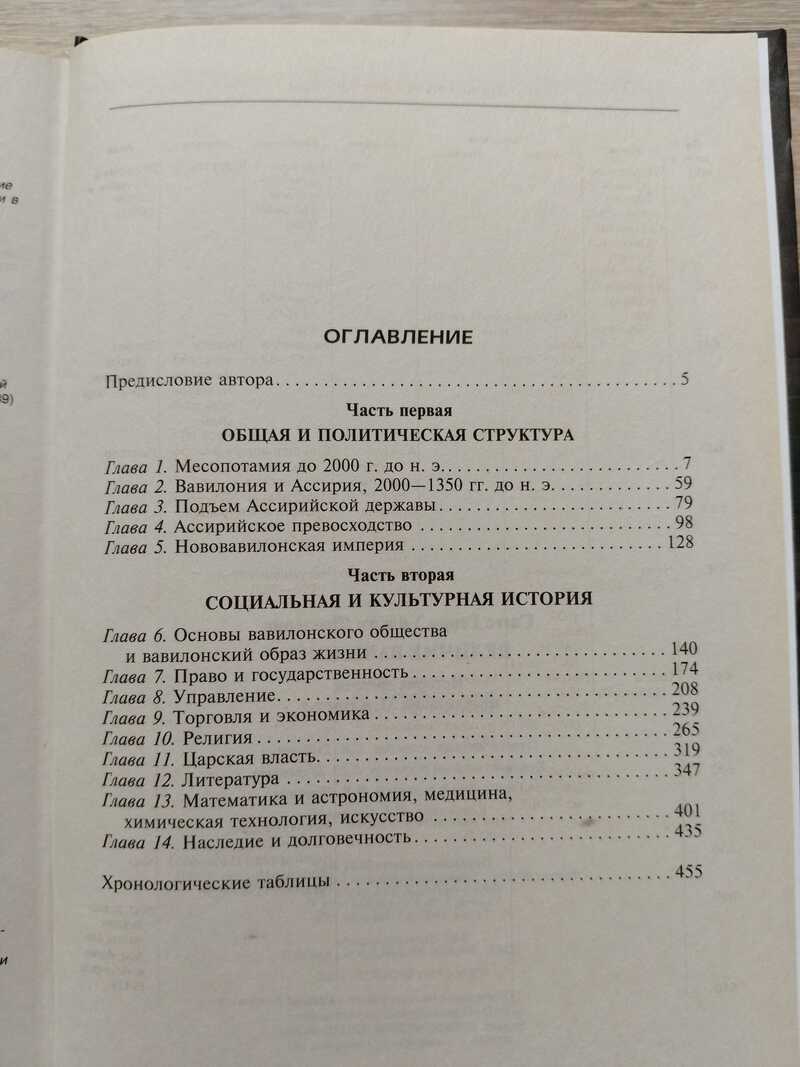 ие
и в
й
89)
-
и
ОГЛАВЛЕНИЕ
Предисловие автора. . . . . . . . . . . . . . . . . . . . . . . . . . . . . . . . . . . . 5
Часть первая
ОБЩАЯ И ПОЛИТИЧЕСКАЯ СТРУКТУРА
Глава 1. Месопотамия до 2000 г. до н. э. . . . . . . . . . . . . . . . . . . . . . 7
Глава 2. Вавилония и Ассирия, 2000—1350 гг. до н. э. . . . . . . . . . . . 59
Глава 3. Подъем Ассирийской державы. . . . . . . . . . . . . . . . . . . . . 79
Глава 4. Ассирийское превосходство . . . . . . . . . . . . . . . . . . . . . . . 98
Глава 5. Нововавилонская империя . . . . . . . . . . . . . . . . . . . . . . . 128
Часть вторая
СОЦИАЛЬНАЯ И КУЛЬТУРНАЯ ИСТОРИЯ
Глава 6. Основы вавилонского общества
и вавилонский образ жизни . . . . . . . . . . . . . . . . . . . . . . . . . . 140
Глава 7. Право и государственность. . . . . . . . . . . . . . . . . . . . . . . 174
Глава 8. Управление. . . . . . . . . . . . . . . . . . . . . . . . . . . . . . . . . . . 208
Глава 9. Торговля и экономика . . . . . . . . . . . . . . . . . . . . . . . . . . 239
Глава 10. Религия . . . . . . . . . . . . . . . . . . . . . . . . . . . . . . . . . . . . . 265
Глава 11. Царская власть. . . . . . . . . . . . . . . . . . . . . . . . . . . . . . . 319
Глава 12. Литература . . . . . . . . . . . . . . . . . . . . . . . . . . . . . . . . . . 347
Глава 13. Математика и астрономия, медицина,
химическая технология, искусство . . . . . . . . . . . . . . . . . . . . . 401
Глава 14. Наследие и долговечность. . . . . . . . . . . . . . . . . . . . . . . 435
Хронологические таблицы . . . . . . . . . . . . . . . . . . . . . . . . . . . . . . 455